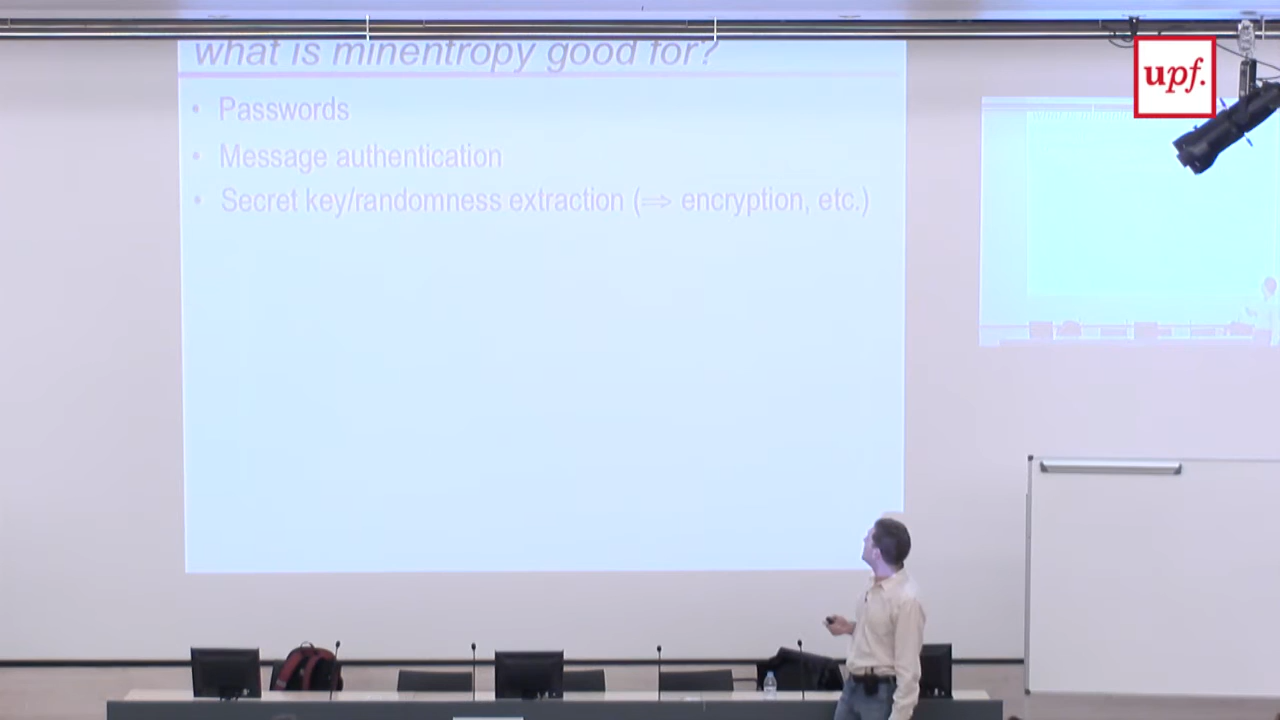 upf.
what is minentropy good for?
• Passwords
• Message authentication
• Secret key/randomness extraction (⇒ encryption, etc.)